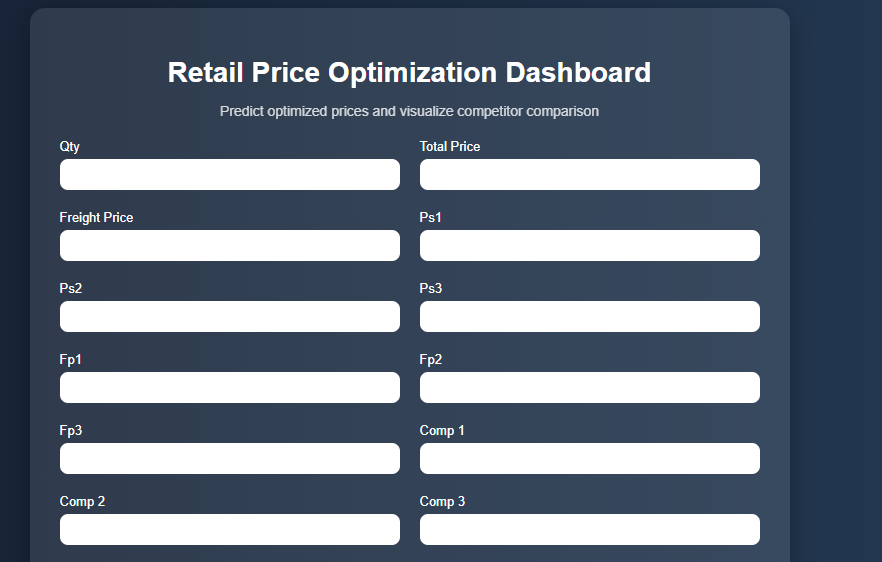 Retail Price Optimization Dashboard
Predict optimized prices and visualize competitor comparison
Qty
Total Price
Freight Price
Ps1
Ps2
Ps3
Fp1
Fp2
Fp3
Comp 1
Comp 2
Comp 3